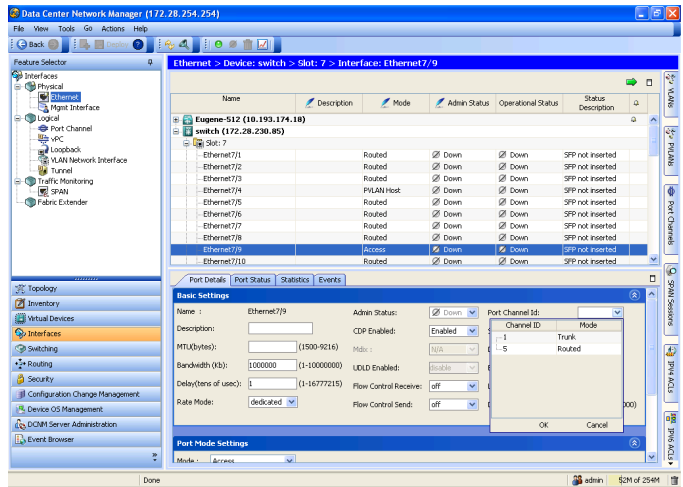 Data Center Network Manager (172.28.254.254)
File View Tools Go Actions Help
Back Deploy
Feature Selector
Ethernet > Device: switch > Slot: 7 > Interface: Ethernet7/9
Interfaces
Physical
Ethernet
Mgmt Interface
Logical
Port Channel
vPC
Loopback
VLAN Network Interface
Tunnel
Traffic Monitoring
SPAN
Fabric Extender
Name Description Mode Admin Status Operational Status Status Description
Eugene-512 (10.193.174.18)
switch (172.28.230.85)
Slot: 7
Ethernet7/1 Routed Down Down SFP not inserted
Ethernet7/2 Routed Down Down SFP not inserted
Ethernet7/3 Routed Down Down SFP not inserted
Ethernet7/4 PVLAN Host Down Down SFP not inserted
Ethernet7/5 Routed Down Down SFP not inserted
Ethernet7/6 Routed Down Down SFP not inserted
Ethernet7/7 Routed Down Down SFP not inserted
Ethernet7/8 Routed Down Down SFP not inserted
Ethernet7/9 Access Down Down SFP not inserted
Ethernet7/10 Routed Down Down SFP not inserted
VLANs
PVLANs
Port Channels
SPAN Sessions
IPV4 ACLs
IPV6 ACLs
Topology
Inventory
Virtual Devices
Interfaces
Switching
Routing
Security
Configuration Change Management
Device OS Management
DCNM Server Administration
Event Browser
Port Details Port Status Statistics Events
Basic Settings
Name : Ethernet7/9 Admin Status: Down Port Channel Id:
Description: CDP Enabled: Enabled
MTU(bytes): (1500-9216) Mdix : N/A
Bandwidth (Kb): 1000000 (1-10000000) UDLD Enabled: disable
Delay(tens of usec): 1 (1-16777215) Flow Control Receive: off
Rate Mode: dedicated Flow Control Send: off
Channel ID Mode
1 Trunk
5 Routed
OK Cancel
000)
Port Mode Settings
Mode : Access
Done admin 52M of 254M